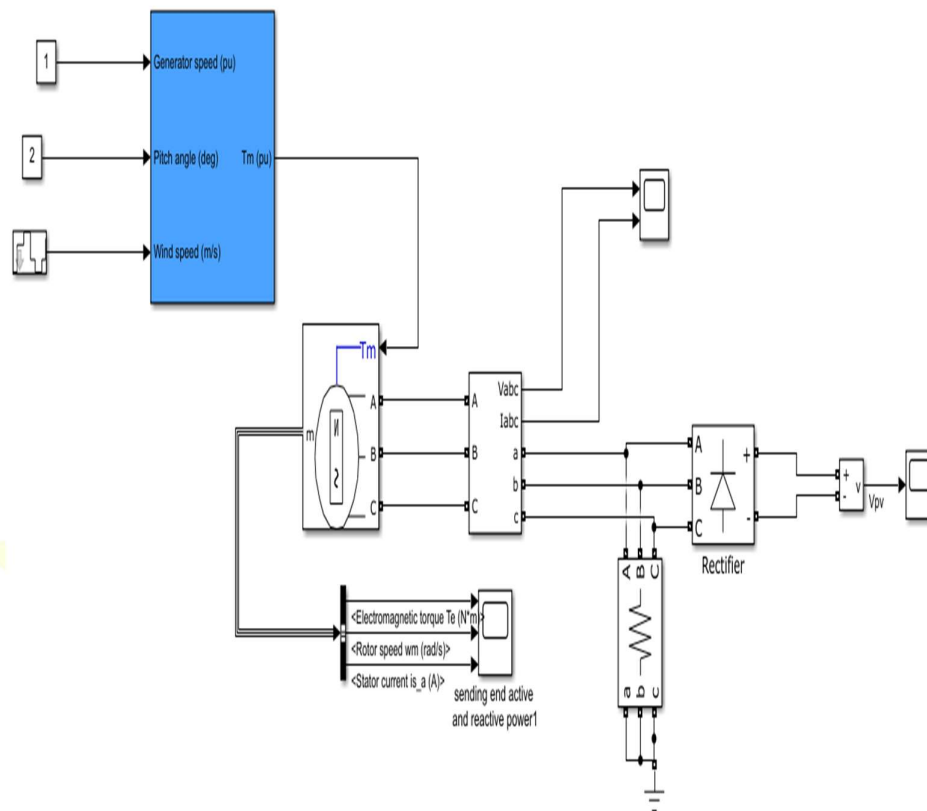 1
Generator speed (pu)
2
Pitch angle (deg)
Tm (pu)
Wind speed (m/s)
Tm
m
A
B
C
N
~
A
B
C
Vabc
Iabc
a
b
c
A
B
C
+
-
Rectifier
+
-
v
Vpv
A B C
a b c
<Electromagnetic torque Te (N*m)>
<Rotor speed wm (rad/s)>
<Stator current is_a (A)>
sending end active
and reactive power1